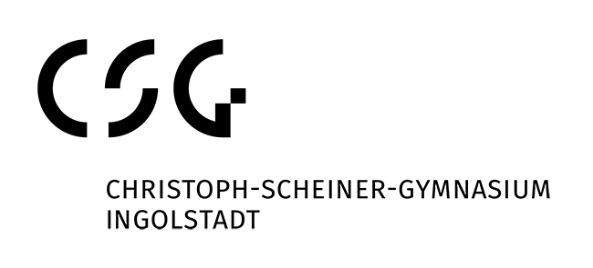 CSG
CHRISTOPH-SCHEINER-GYMNASIUM
INGOLSTADT